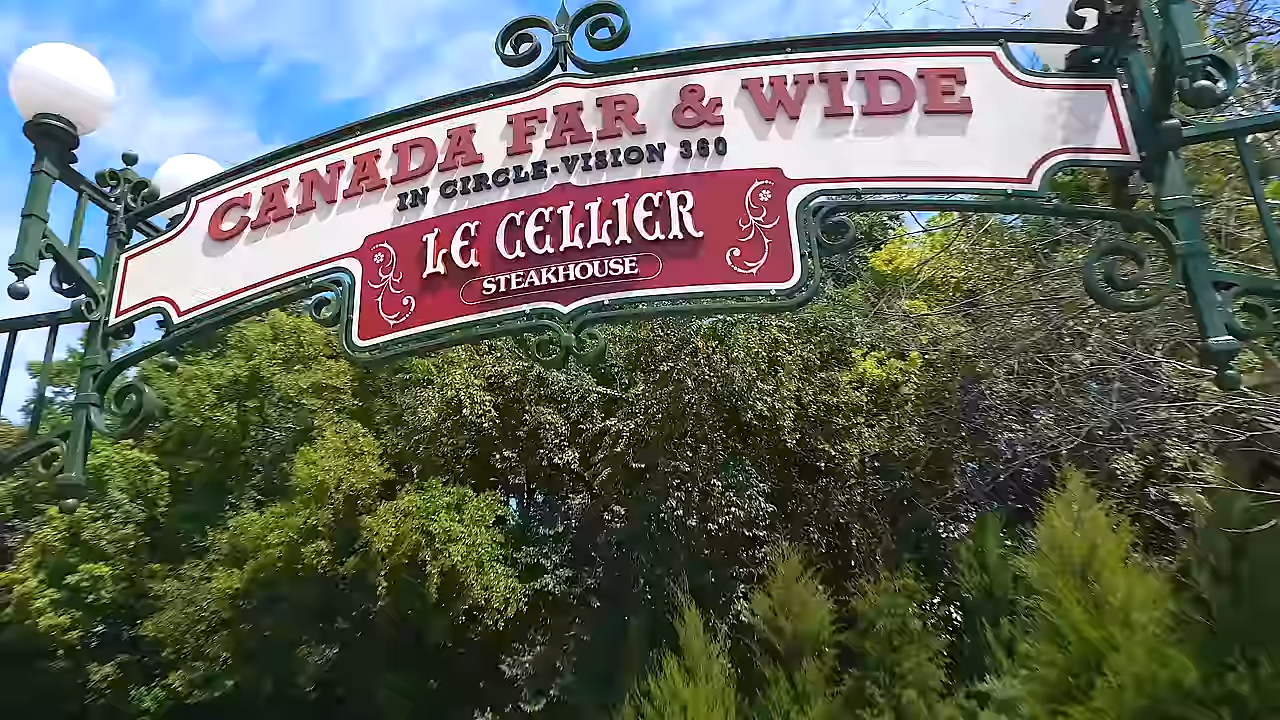 CANADA FAR & WIDE
IN CIRCLE-VISION 360
LE CELLIER
STEAKHOUSE